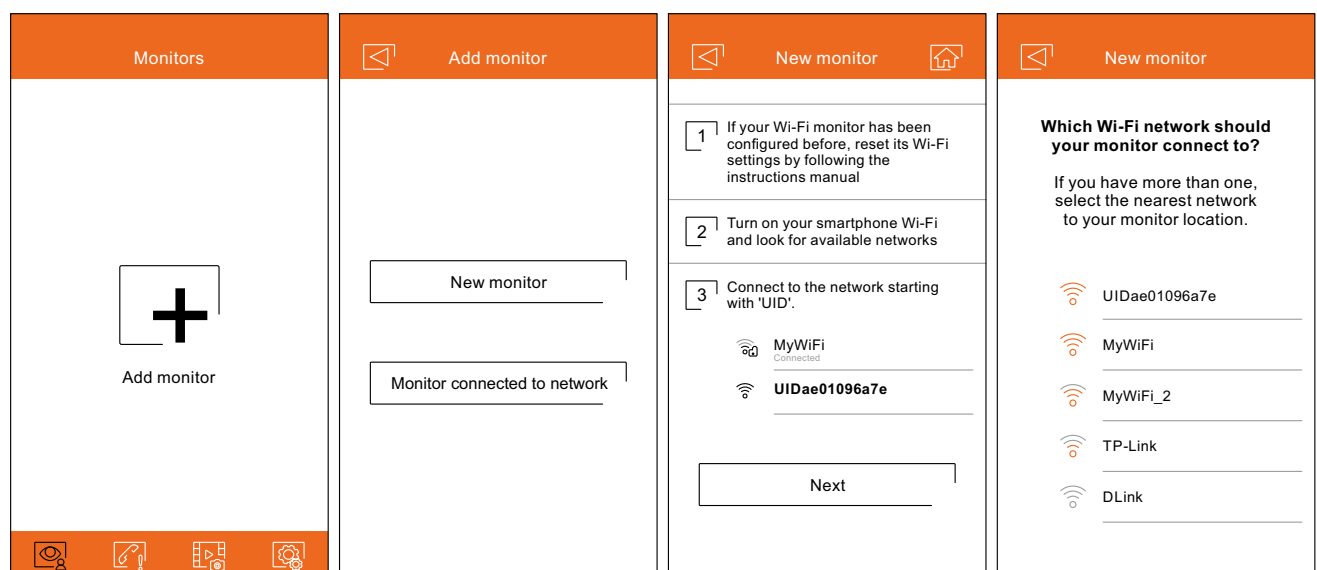 Monitors
Add monitor
Add monitor
New monitor
Monitor connected to network
New monitor
1
If your Wi-Fi monitor has been
configured before, reset its Wi-Fi
settings by following the
instructions manual
2
Turn on your smartphone Wi-Fi
and look for available networks
3
Connect to the network starting
with 'UID'.
MyWiFi
Connected
UIDae01096a7e
Next
New monitor
Which Wi-Fi network should
your monitor connect to?
If you have more than one,
select the nearest network
to your monitor location.
UIDae01096a7e
MyWiFi
MyWiFi_2
TP-Link
DLink